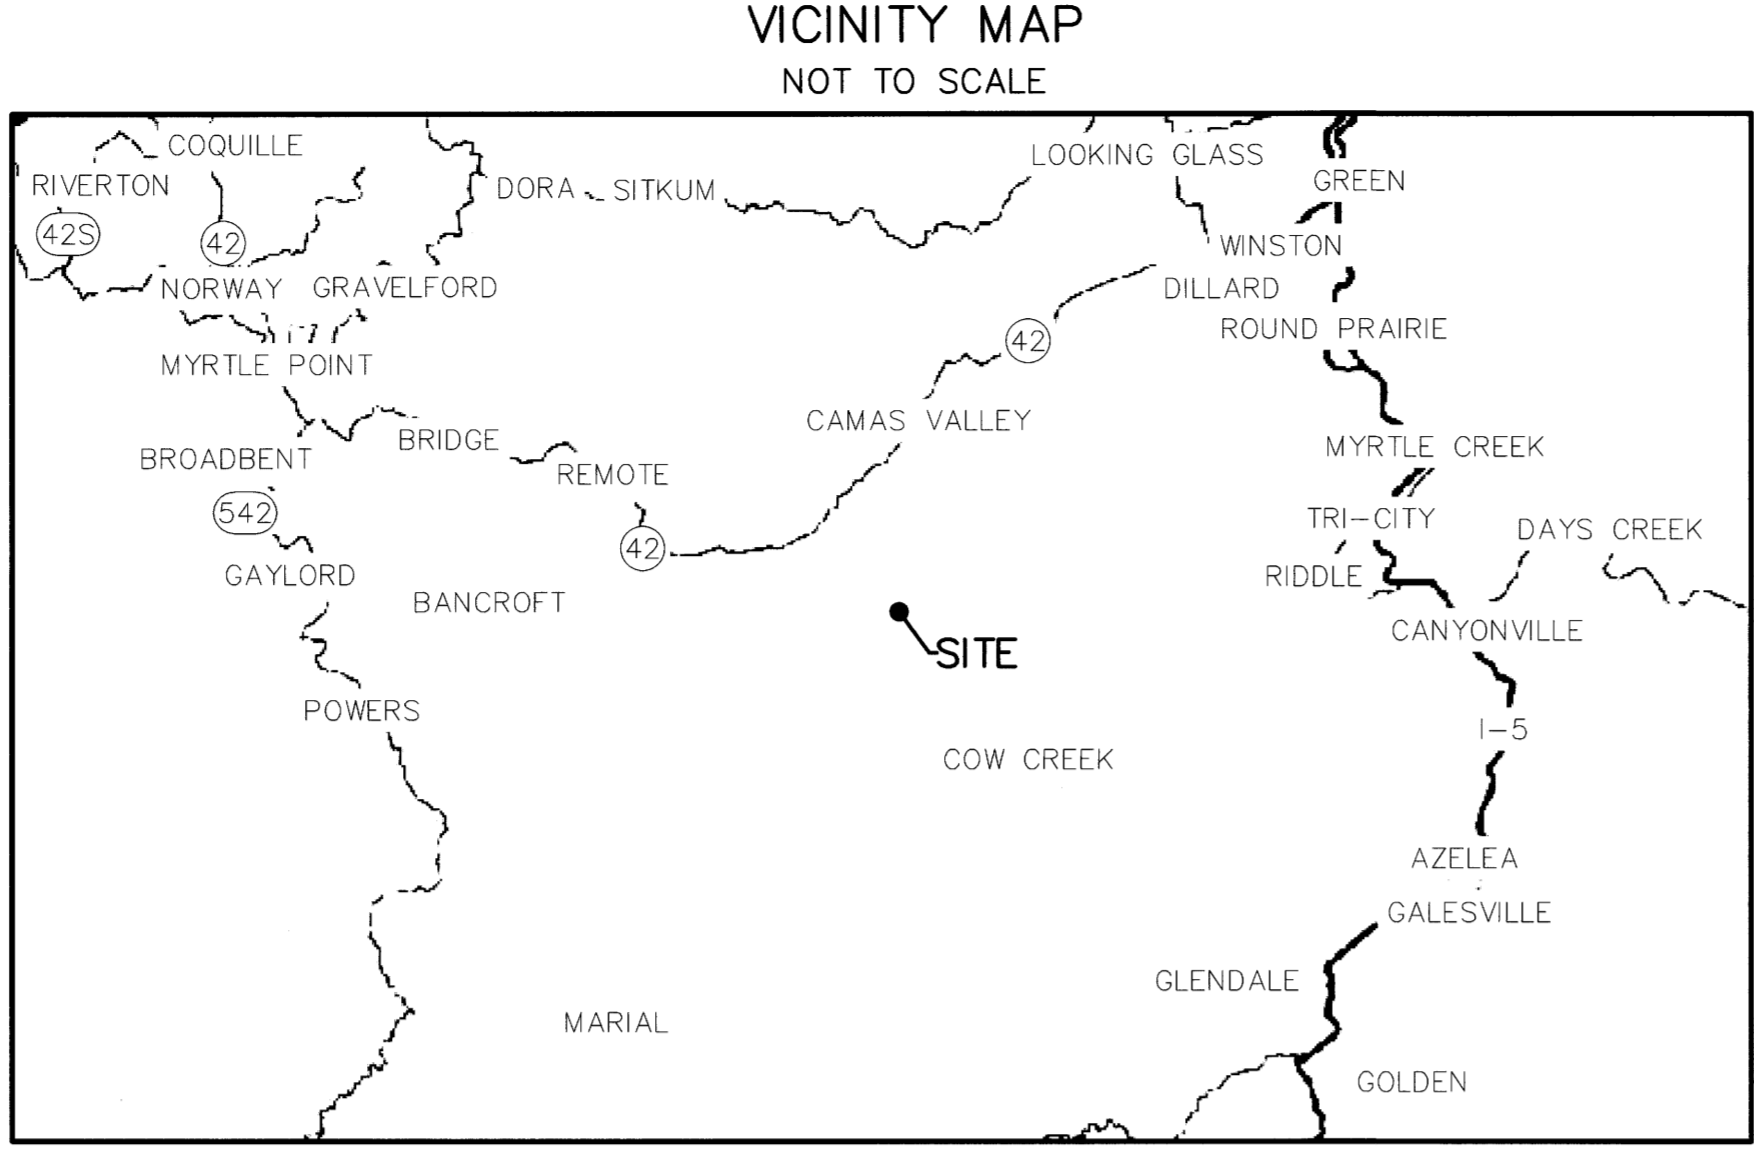 VICINITY MAP
NOT TO SCALE
COQUILLE
LOOKING GLASS
RIVERTON
DORA
SITKUM
GREEN
42S
42
WINSTON
NORWAY
GRAVELFORD
DILLARD
ROUND PRAIRIE
42
MYRTLE POINT
CAMAS VALLEY
BRIDGE
MYRTLE CREEK
BROADBENT
REMOTE
542
TRI-CITY
DAYS CREEK
42
GAYLORD
RIDDLE
BANCROFT
CANYONVILLE
SITE
POWERS
I-5
COW CREEK
AZELEA
GALESVILLE
GLENDALE
MARIAL
GOLDEN